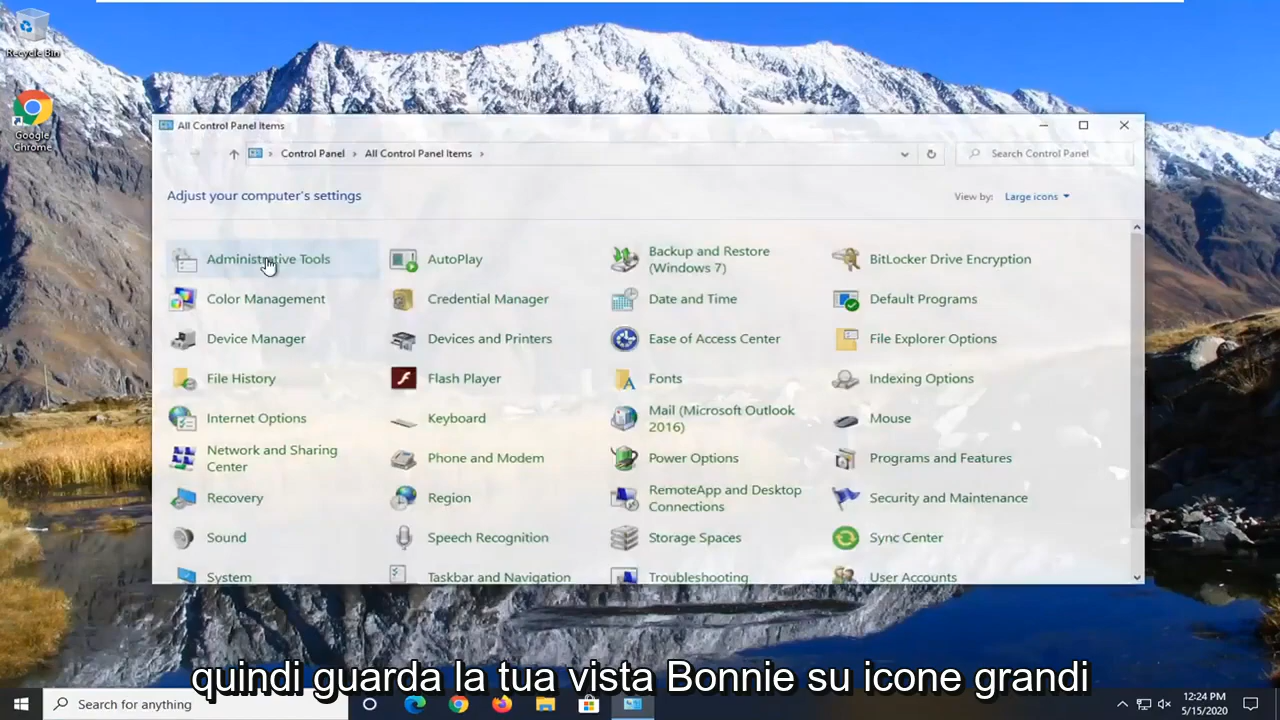 Recycle Bin
Google
Chrome
All Control Panel Items
Control Panel
All Control Panel Items
Search Control Panel
Adjust your computer's settings
View by:
Large icons
Administrative Tools
AutoPlay
Backup and Restore
(Windows 7)
BitLocker Drive Encryption
Color Management
Credential Manager
Date and Time
Default Programs
Device Manager
Devices and Printers
Ease of Access Center
File Explorer Options
File History
Flash Player
Fonts
Indexing Options
Internet Options
Keyboard
Mail (Microsoft Outlook
2016)
Mouse
Network and Sharing
Center
Phone and Modem
Power Options
Programs and Features
Recovery
Region
RemoteApp and Desktop
Connections
Security and Maintenance
Sound
Speech Recognition
Storage Spaces
Sync Center
System
Taskbar and Navigation
Troubleshooting
User Accounts
quindi guarda la tua vista Bonnie su icone grandi
Search for anything
12:24 PM
5/15/2020